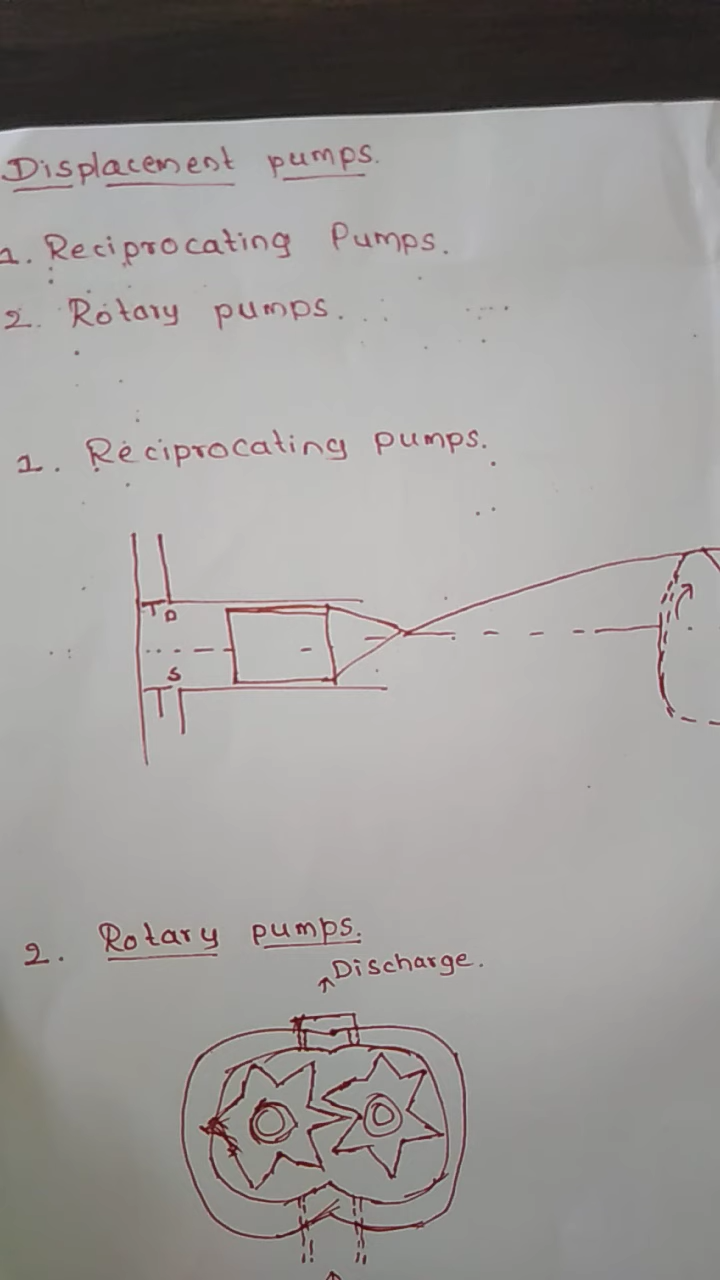 Displacement pumps.
1. Reciprocating Pumps.
2. Rotary pumps.
1. Reciprocating pumps.
D
S
2. Rotary pumps.
Discharge.